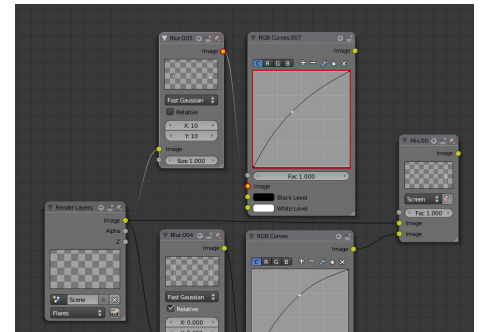 Blur.005
Image
Fast Gaussian
Relative
X: 10
Y: 10
Image
Size 1.000
RGB Curves.007
Image
C R G B
Fac 1.000
Image
Black Level
White Level
Mix.00
Image
Screen
Fac 1.000
Image
Image
Render Layers.
Image
Alpha
Z
Scene 6
Flares
Blur.004
Image
Fast Gaussian
Relative
X: 0.000
RGB Curves
Image
C R G B